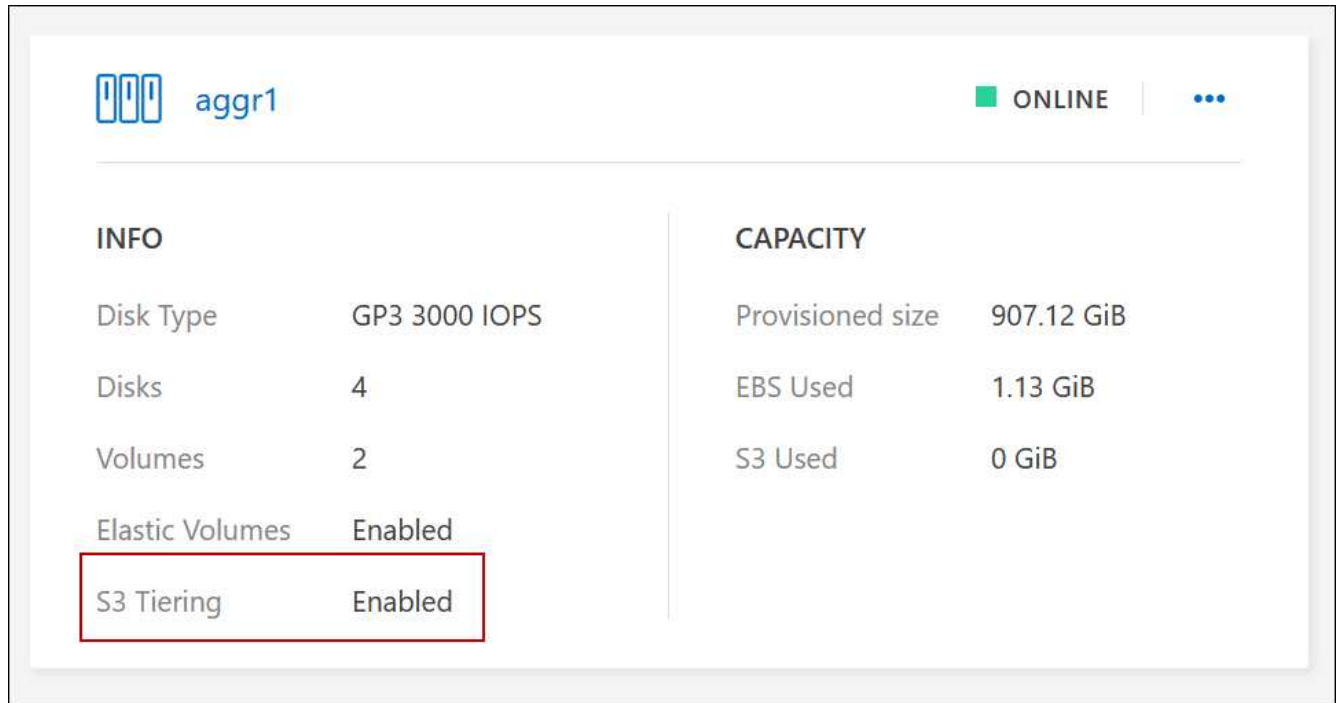 aggr1
ONLINE
INFO
Disk Type GP3 3000 IOPS
Disks 4
Volumes 2
Elastic Volumes Enabled
S3 Tiering Enabled
CAPACITY
Provisioned size 907.12 GiB
EBS Used 1.13 GiB
S3 Used 0 GiB